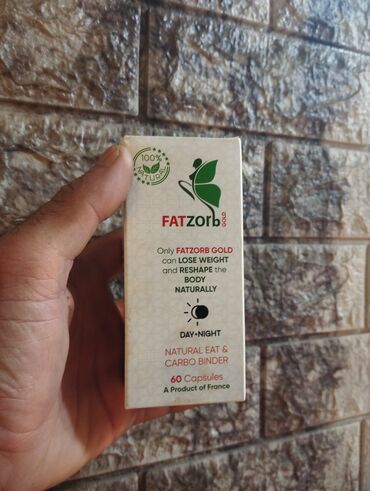 100%
NATURAL
FATZOrb GOLD
Only FATZORB GOLD
can LOSE WEIGHT
and RESHAPE the
BODY
NATURALLY
DAY+NIGHT
NATURAL EAT &
CARBO BINDER
60 Capsules
A Product of France